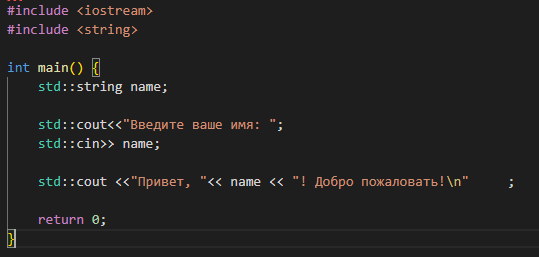 #include <iostream>
#include <string>
int main() {
    std::string name;
    std::cout<<"Введите ваше имя: ";
    std::cin>> name;
    std::cout <<"Привет, "<< name << "! Добро пожаловать!\n"     ;
    return 0;
}